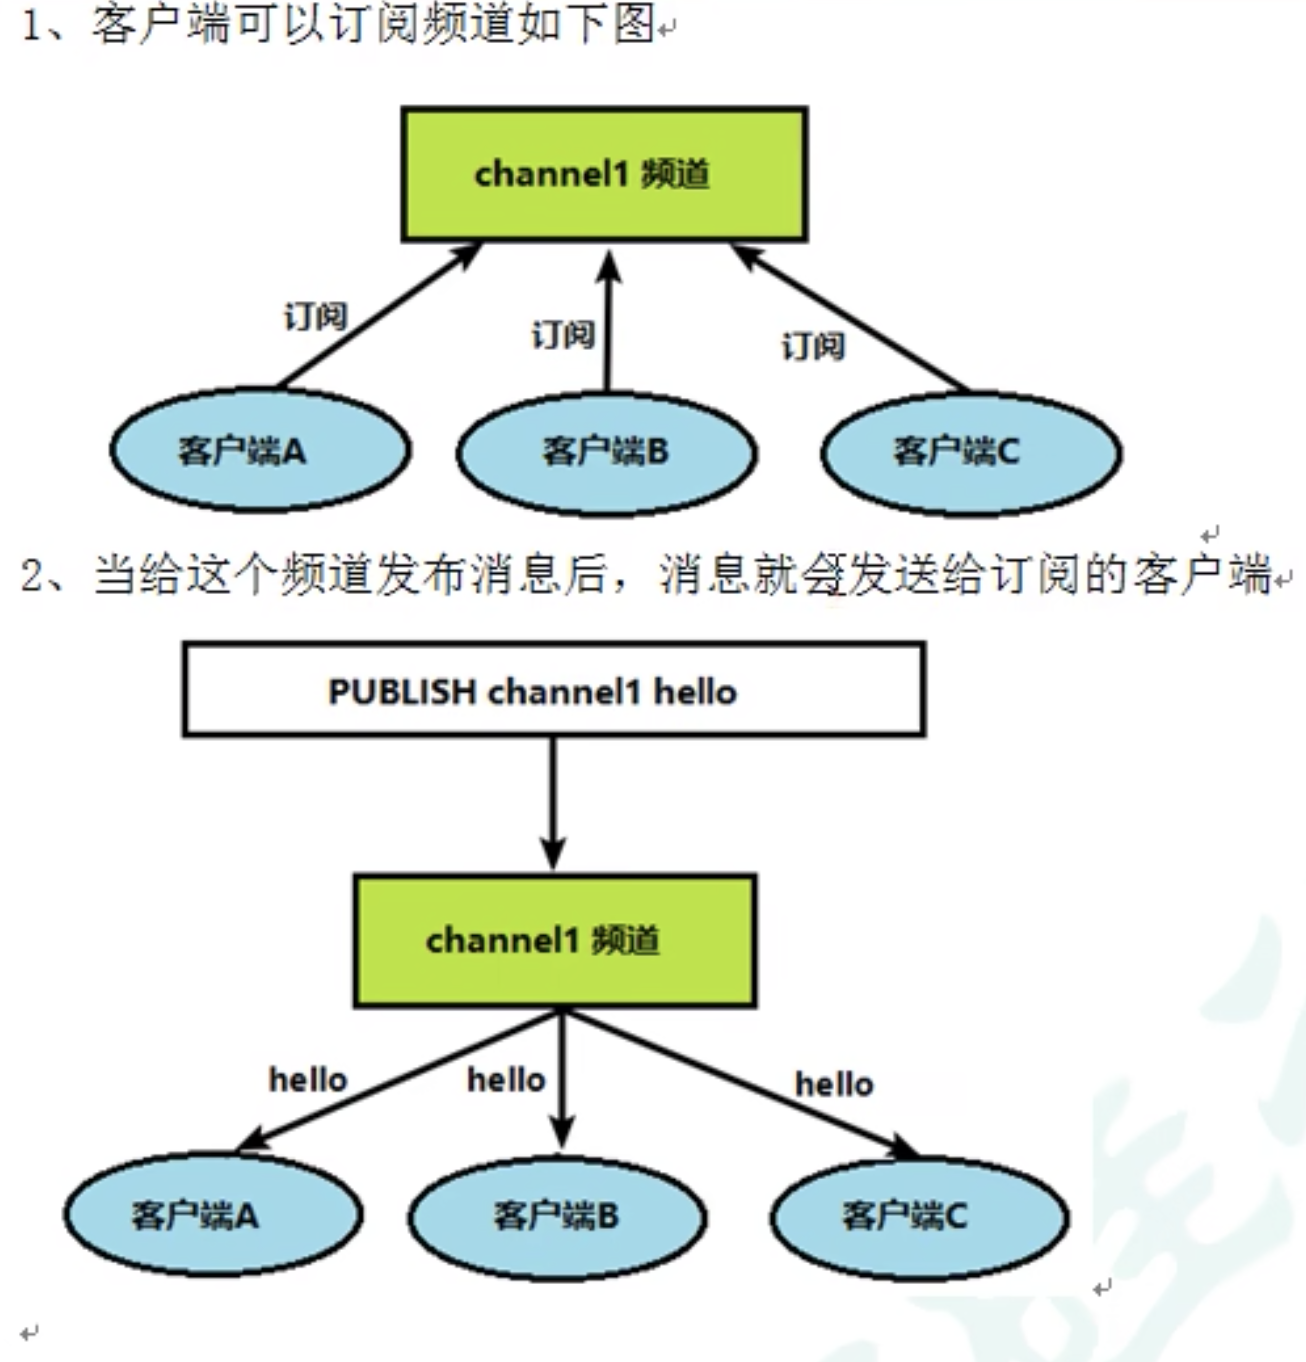 1、客户端可以订阅频道如下图
channel1 频道
订阅
订阅
订阅
客户端A
客户端B
客户端C
2、当给这个频道发布消息后，消息就会发送给订阅的客户端
PUBLISH channel1 hello
channel1 频道
hello
hello
hello
客户端A
客户端B
客户端C